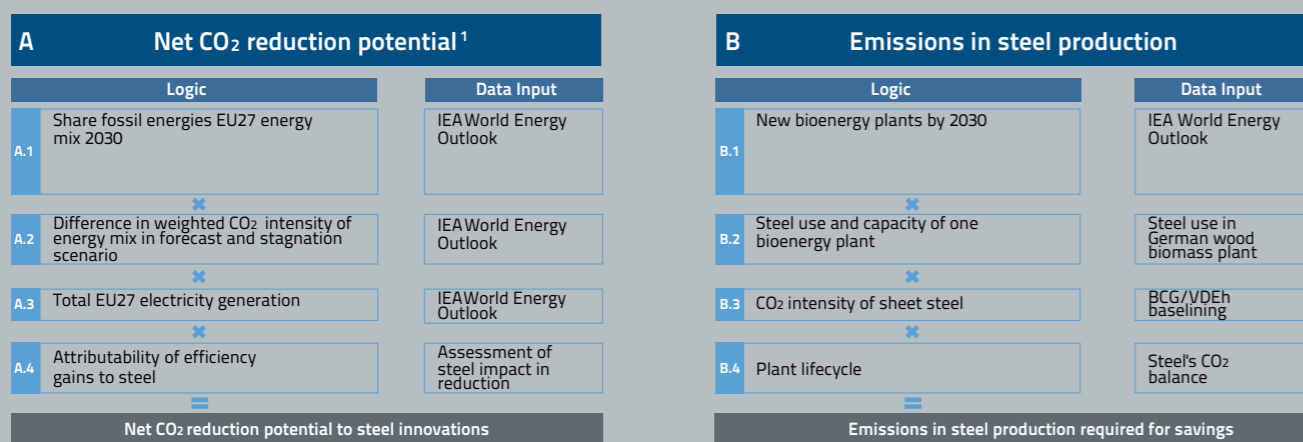 A Net CO₂ reduction potential ¹
Logic
Data Input
A.1
Share fossil energies EU27 energy
mix 2030
IEA World Energy
Outlook
×
A.2
Difference in weighted CO₂ intensity of
energy mix in forecast and stagnation
scenario
IEA World Energy
Outlook
×
A.3
Total EU27 electricity generation
IEA World Energy
Outlook
×
A.4
Attributability of efficiency
gains to steel
Assessment of
steel impact in
reduction
=
Net CO₂ reduction potential to steel innovations
B Emissions in steel production
Logic
Data Input
B.1
New bioenergy plants by 2030
IEA World Energy
Outlook
×
B.2
Steel use and capacity of one
bioenergy plant
Steel use in
German wood
biomass plant
×
B.3
CO₂ intensity of sheet steel
BCG/VDEh
baselining
×
B.4
Plant lifecycle
Steel's CO₂
balance
=
Emissions in steel production required for savings